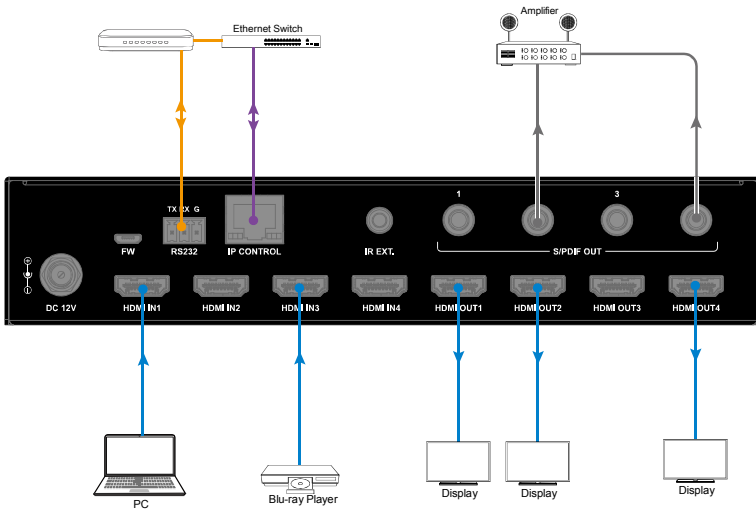 Ethernet Switch
Amplifier
TX RX G
1
3
FW
RS232
IP CONTROL
IR EXT.
S/PDIF OUT
DC 12V
HDMI IN1
HDMI IN2
HDMI IN3
HDMI IN4
HDMI OUT1
HDMI OUT2
HDMI OUT3
HDMI OUT4
PC
Blu-ray Player
Display
Display
Display